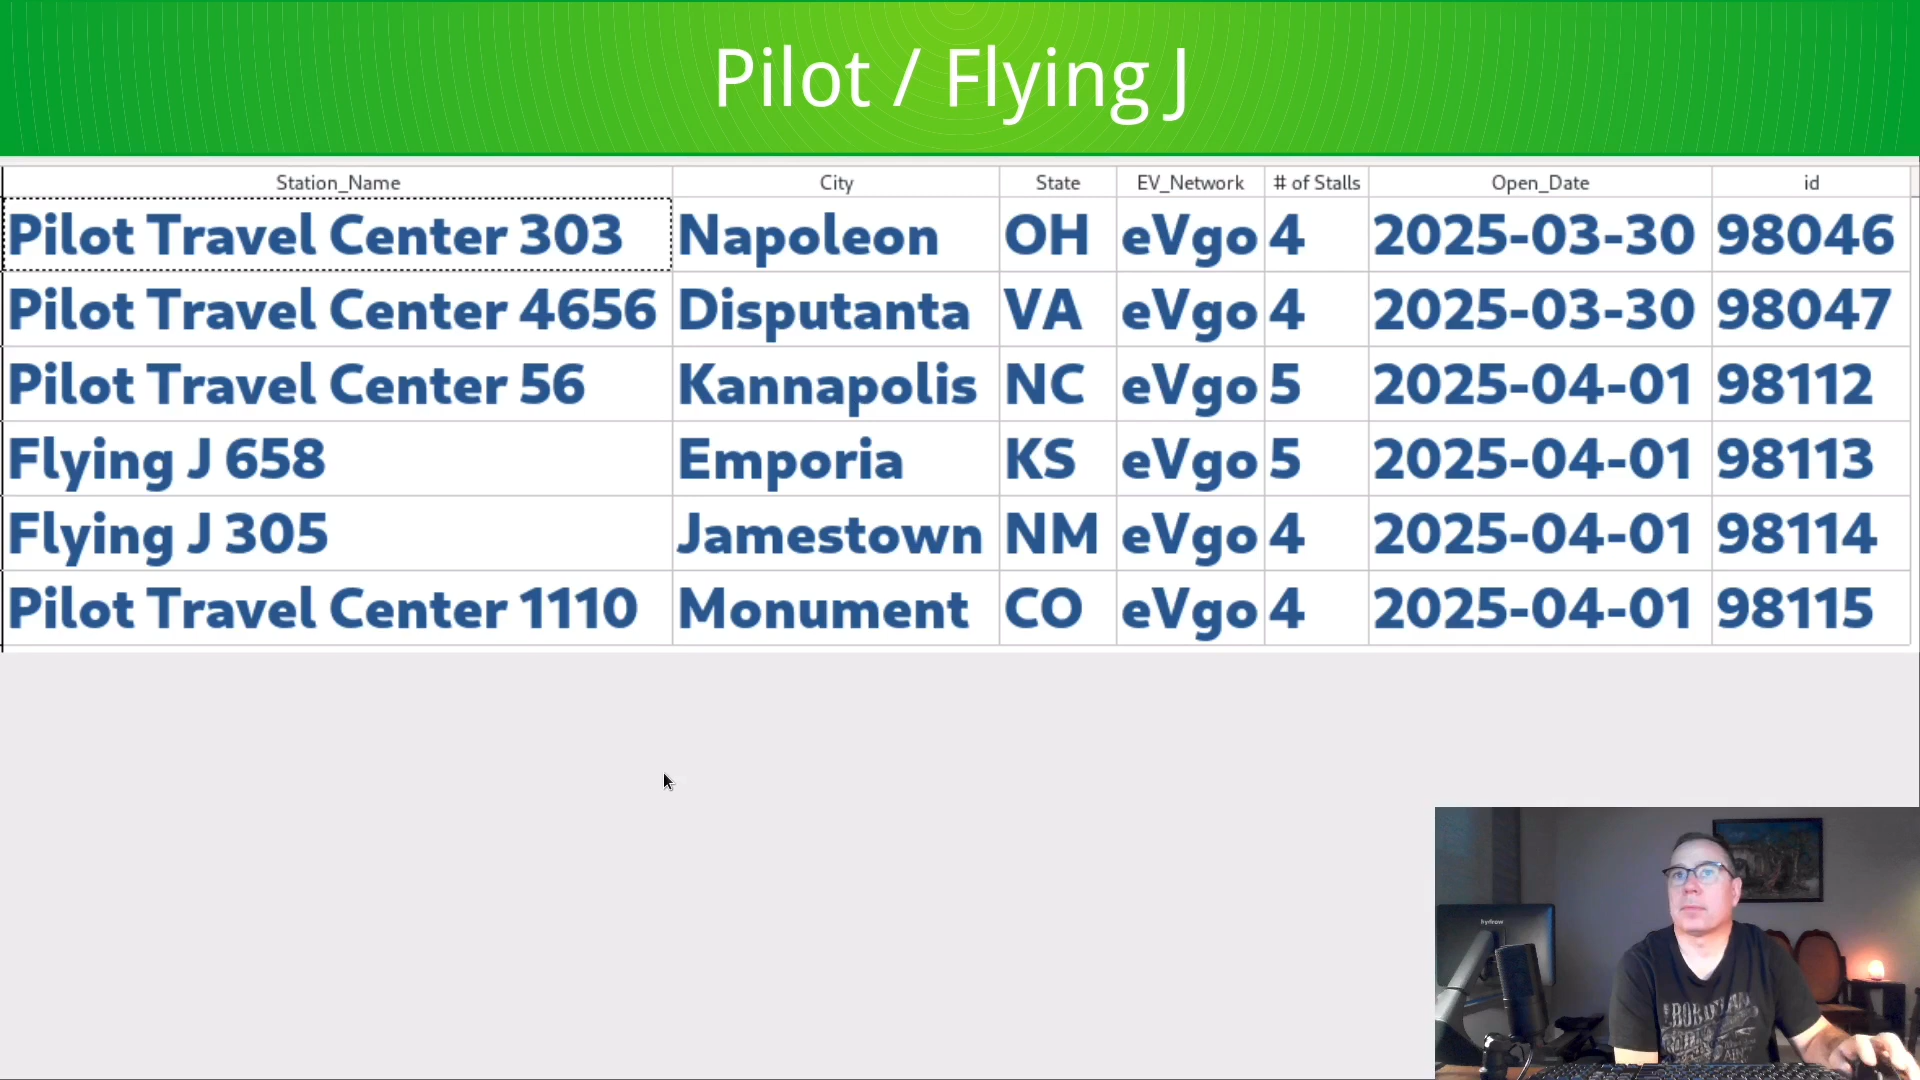 Pilot / Flying J
Station_Name City State EV_Network # of Stalls Open_Date id
Pilot Travel Center 303 Napoleon OH eVgo 4 2025-03-30 98046
Pilot Travel Center 4656 Disputanta VA eVgo 4 2025-03-30 98047
Pilot Travel Center 56 Kannapolis NC eVgo 5 2025-04-01 98112
Flying J 658 Emporia KS eVgo 5 2025-04-01 98113
Flying J 305 Jamestown NM eVgo 4 2025-04-01 98114
Pilot Travel Center 1110 Monument CO eVgo 4 2025-04-01 98115